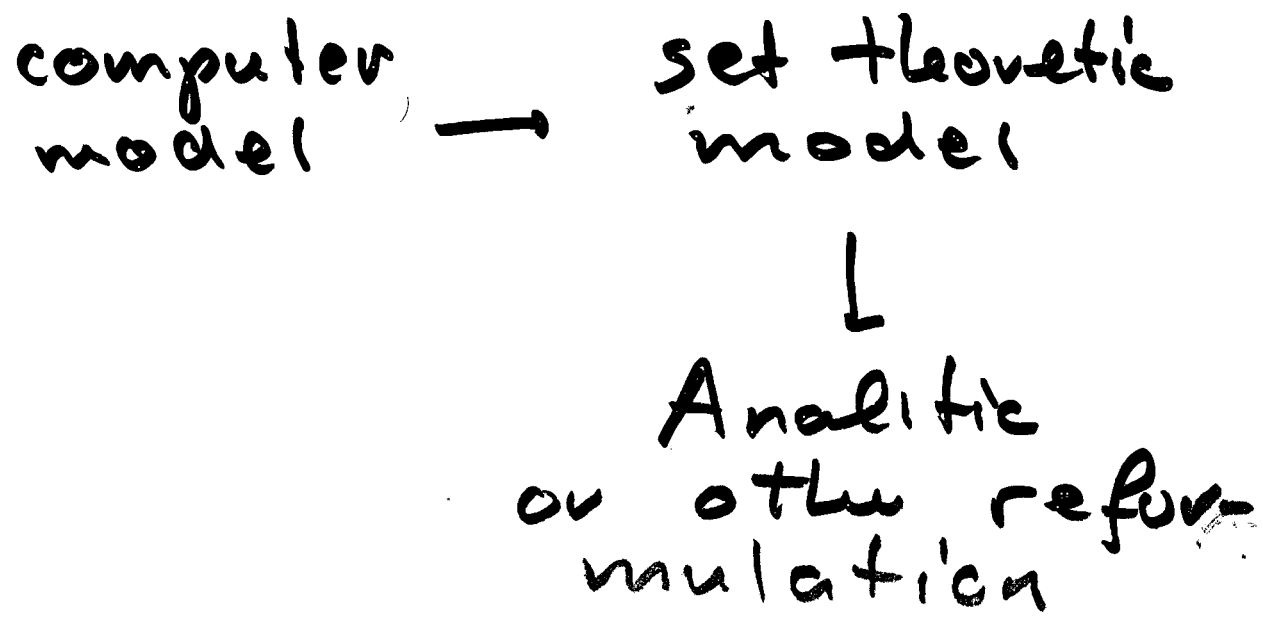 computer
model
set theoretic
model
Analitic
or other refor-
mulation